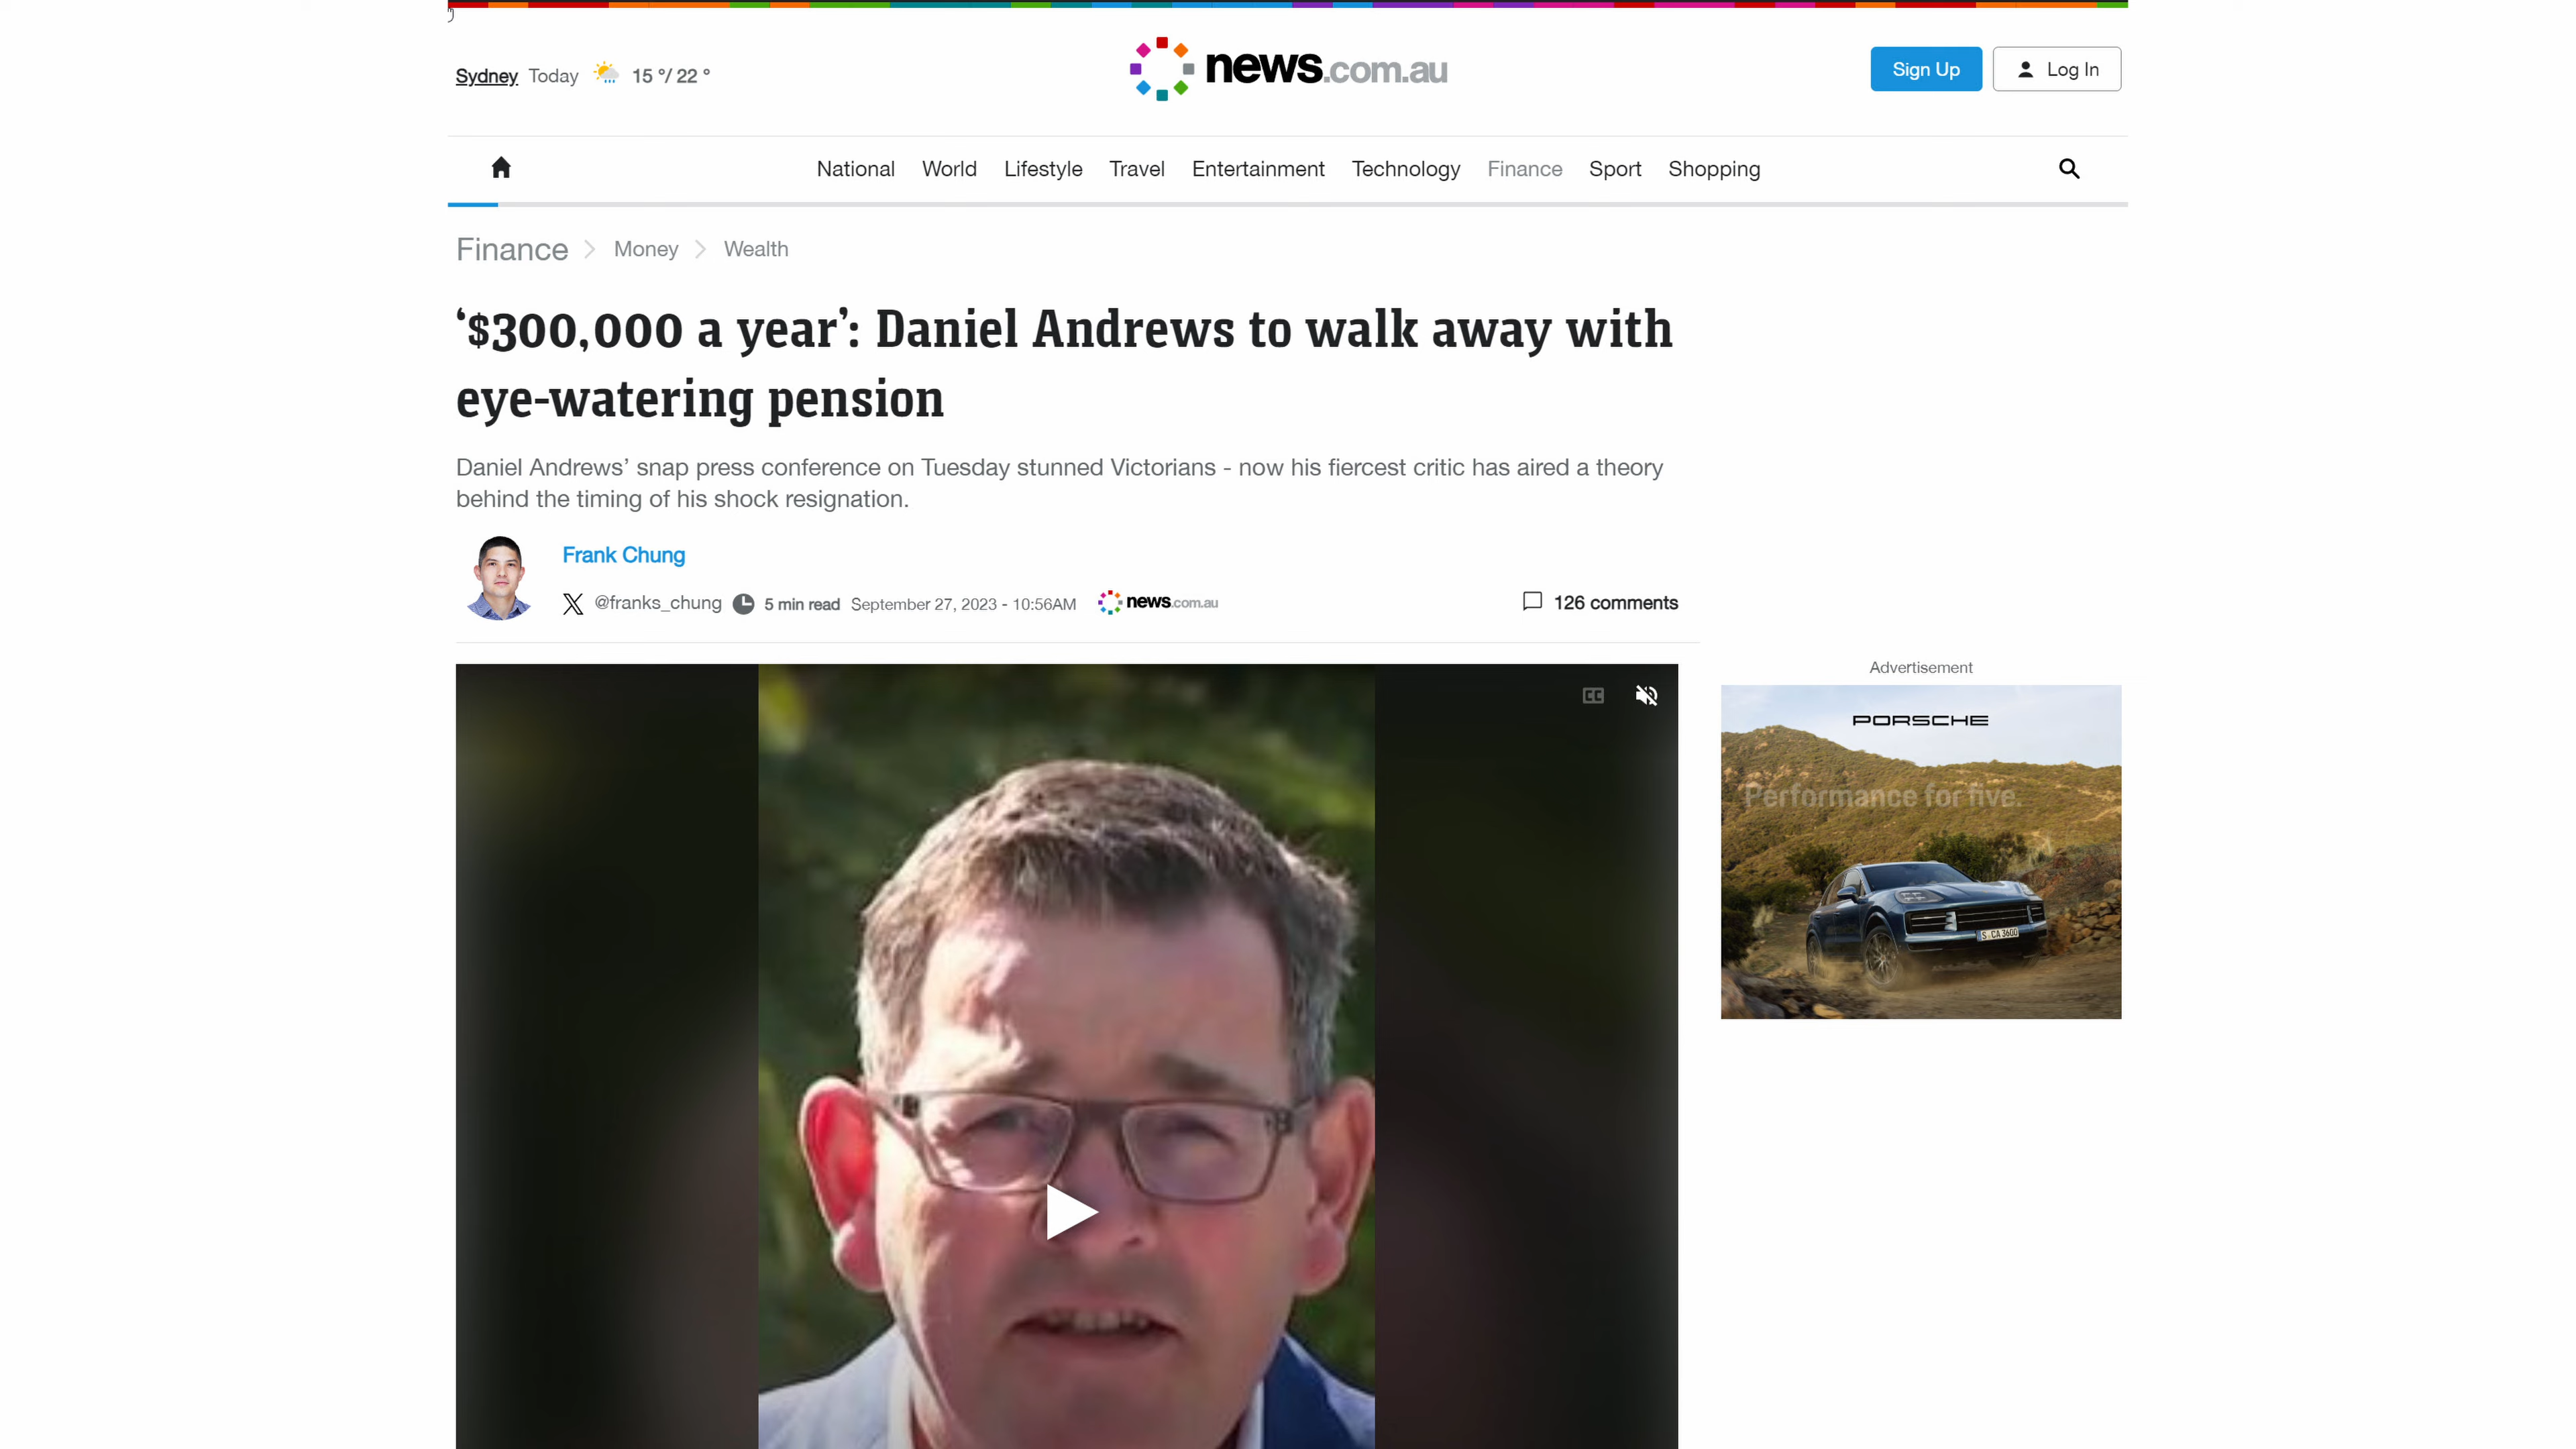 Sydney Today 15 °/ 22 °
news.com.au
Sign Up
Log In
National World Lifestyle Travel Entertainment Technology Finance Sport Shopping
Finance Money Wealth
‘$300,000 a year’: Daniel Andrews to walk away with
eye-watering pension
Daniel Andrews’ snap press conference on Tuesday stunned Victorians - now his fiercest critic has aired a theory
behind the timing of his shock resignation.
Frank Chung
@franks_chung 5 min read September 27, 2023 - 10:56AM news.com.au
126 comments
CC
Advertisement
PORSCHE
Performance for five.
S CA 3600